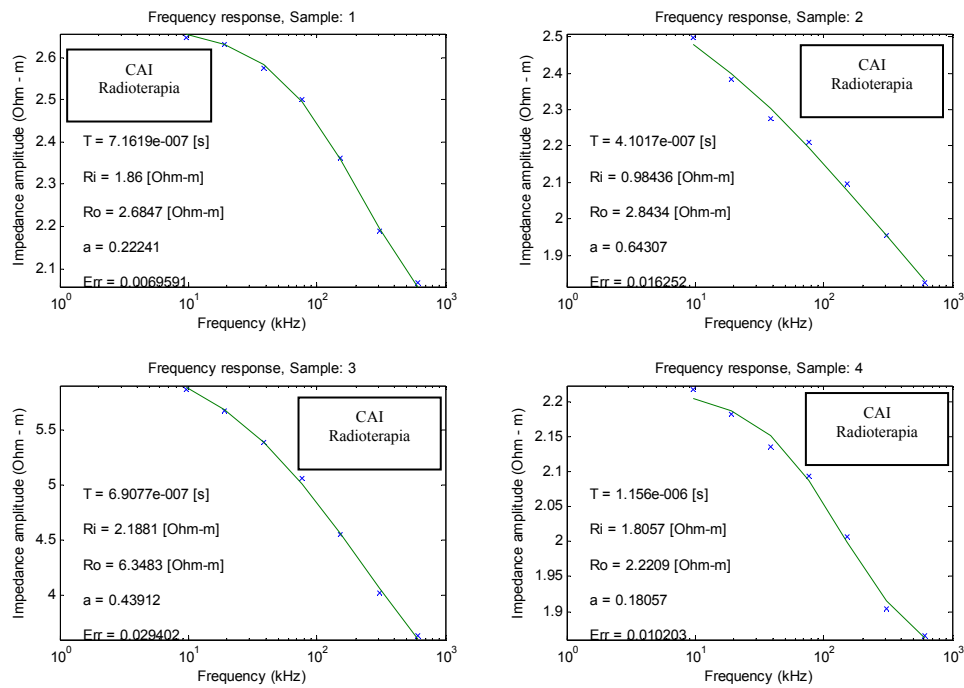 Frequency response, Sample: 1
Impedance amplitude (Ohm - m)
2.6
2.5
2.4
2.3
2.2
2.1
CAI
Radioterapia
T = 7.1619e-007 [s]
Ri = 1.86 [Ohm-m]
Ro = 2.6847 [Ohm-m]
a = 0.22241
Err = 0.0069591
10^0 10^1 10^2 10^3
Frequency (kHz)
Frequency response, Sample: 2
Impedance amplitude (Ohm - m)
2.5
2.4
2.3
2.2
2.1
2
1.9
CAI
Radioterapia
T = 4.1017e-007 [s]
Ri = 0.98436 [Ohm-m]
Ro = 2.8434 [Ohm-m]
a = 0.64307
Err = 0.016252
10^0 10^1 10^2 10^3
Frequency (kHz)
Frequency response, Sample: 3
Impedance amplitude (Ohm - m)
5.5
5
4.5
4
CAI
Radioterapia
T = 6.9077e-007 [s]
Ri = 2.1881 [Ohm-m]
Ro = 6.3483 [Ohm-m]
a = 0.43912
Err = 0.029402
10^0 10^1 10^2 10^3
Frequency (kHz)
Frequency response, Sample: 4
Impedance amplitude (Ohm - m)
2.2
2.15
2.1
2.05
2
1.95
1.9
CAI
Radioterapia
T = 1.156e-006 [s]
Ri = 1.8057 [Ohm-m]
Ro = 2.2209 [Ohm-m]
a = 0.18057
Err = 0.010203
10^0 10^1 10^2 10^3
Frequency (kHz)